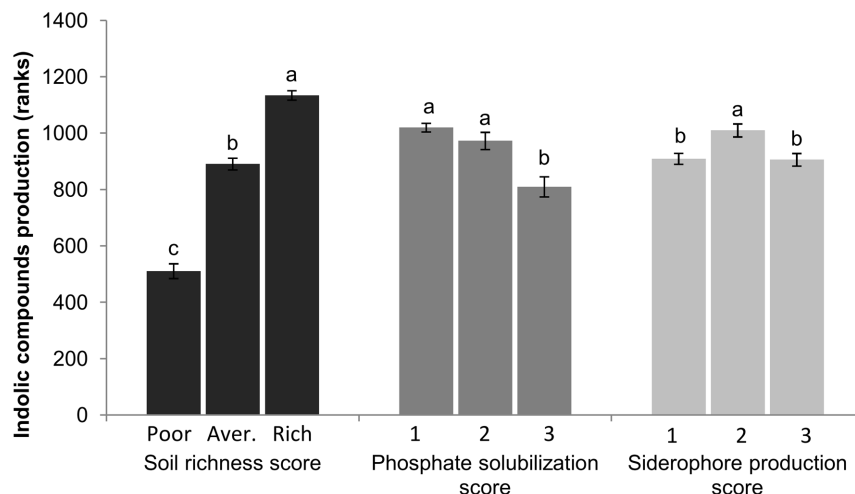 Indolic compounds production (ranks)
1400
1200
1000
800
600
400
200
0
c
b
a
a
a
b
b
a
b
Poor Aver. Rich
1 2 3
1 2 3
Soil richness score
Phosphate solubilization
score
Siderophore production
score